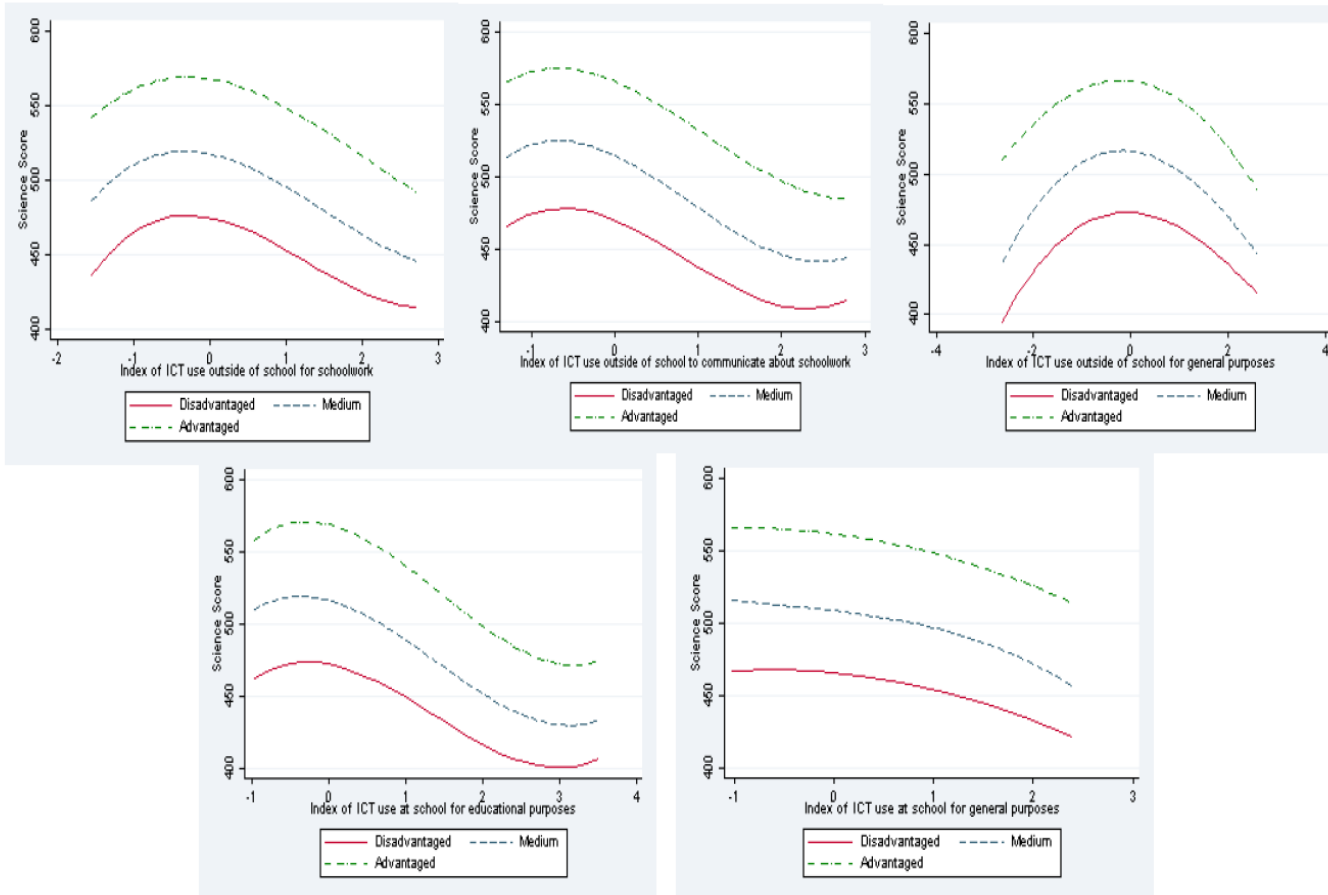 600
550
500
450
400
Science Score
-2 -1 0 1 2 3
Index of ICT use outside of school for schoolwork
Disadvantaged Medium
Advantaged
600
550
500
450
400
Science Score
-1 0 1 2 3
Index of ICT use outside of school to communicate about schoolwork
Disadvantaged Medium
Advantaged
600
550
500
450
400
Science Score
-4 -2 0 2 4
Index of ICT use outside of school for general purposes
Disadvantaged Medium
Advantaged
600
550
500
450
400
Science Score
-1 0 1 2 3 4
Index of ICT use at school for educational purposes
Disadvantaged Medium
Advantaged
600
550
500
450
400
Science Score
-1 0 1 2 3
Index of ICT use at school for general purposes
Disadvantaged Medium
Advantaged